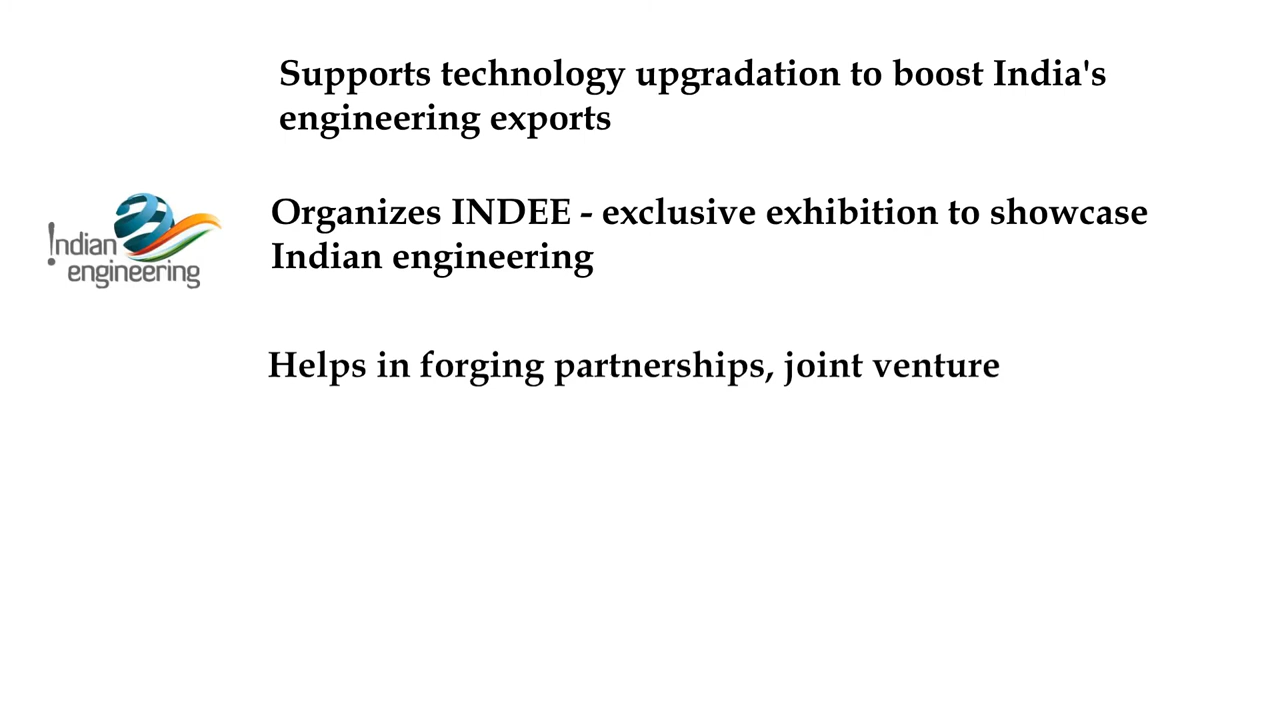 Supports technology upgradation to boost India's
engineering exports
Organizes INDEE - exclusive exhibition to showcase
Indian engineering
!ndian
engineering
Helps in forging partnerships, joint venture